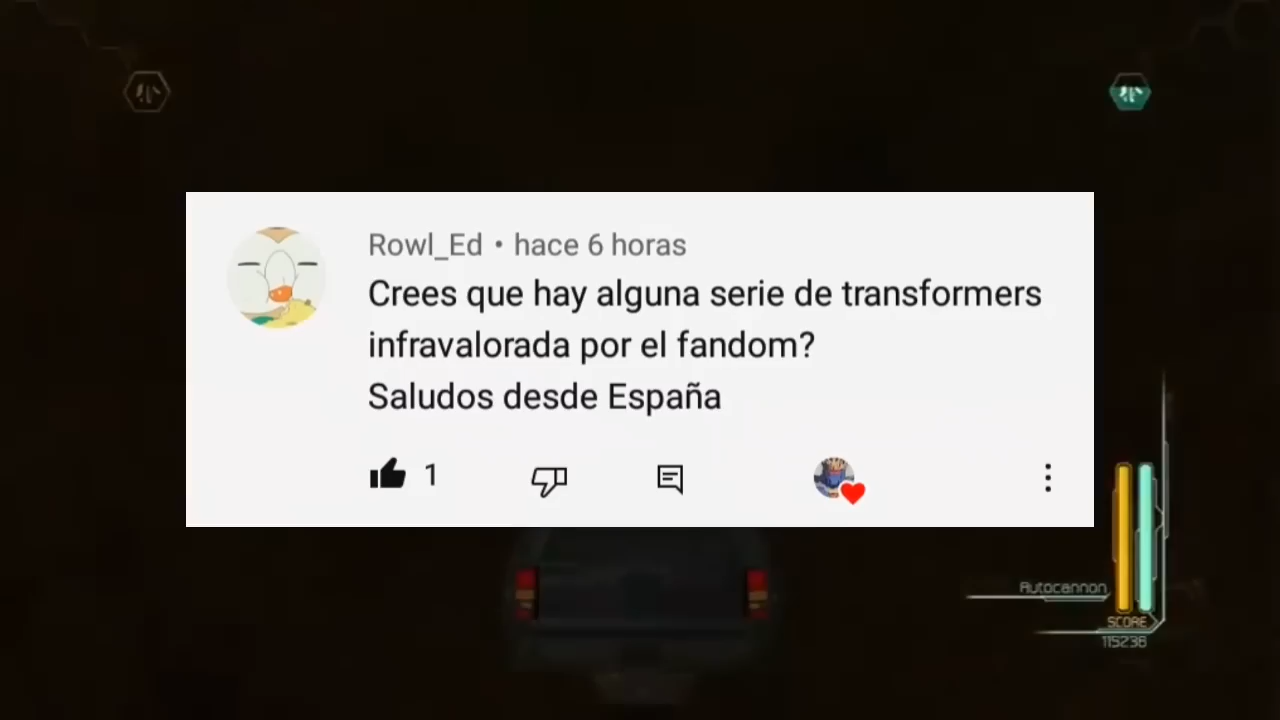 Rowl_Ed • hace 6 horas
Crees que hay alguna serie de transformers
infravalorada por el fandom?
Saludos desde España
1
Autocannon
SCORE
115238